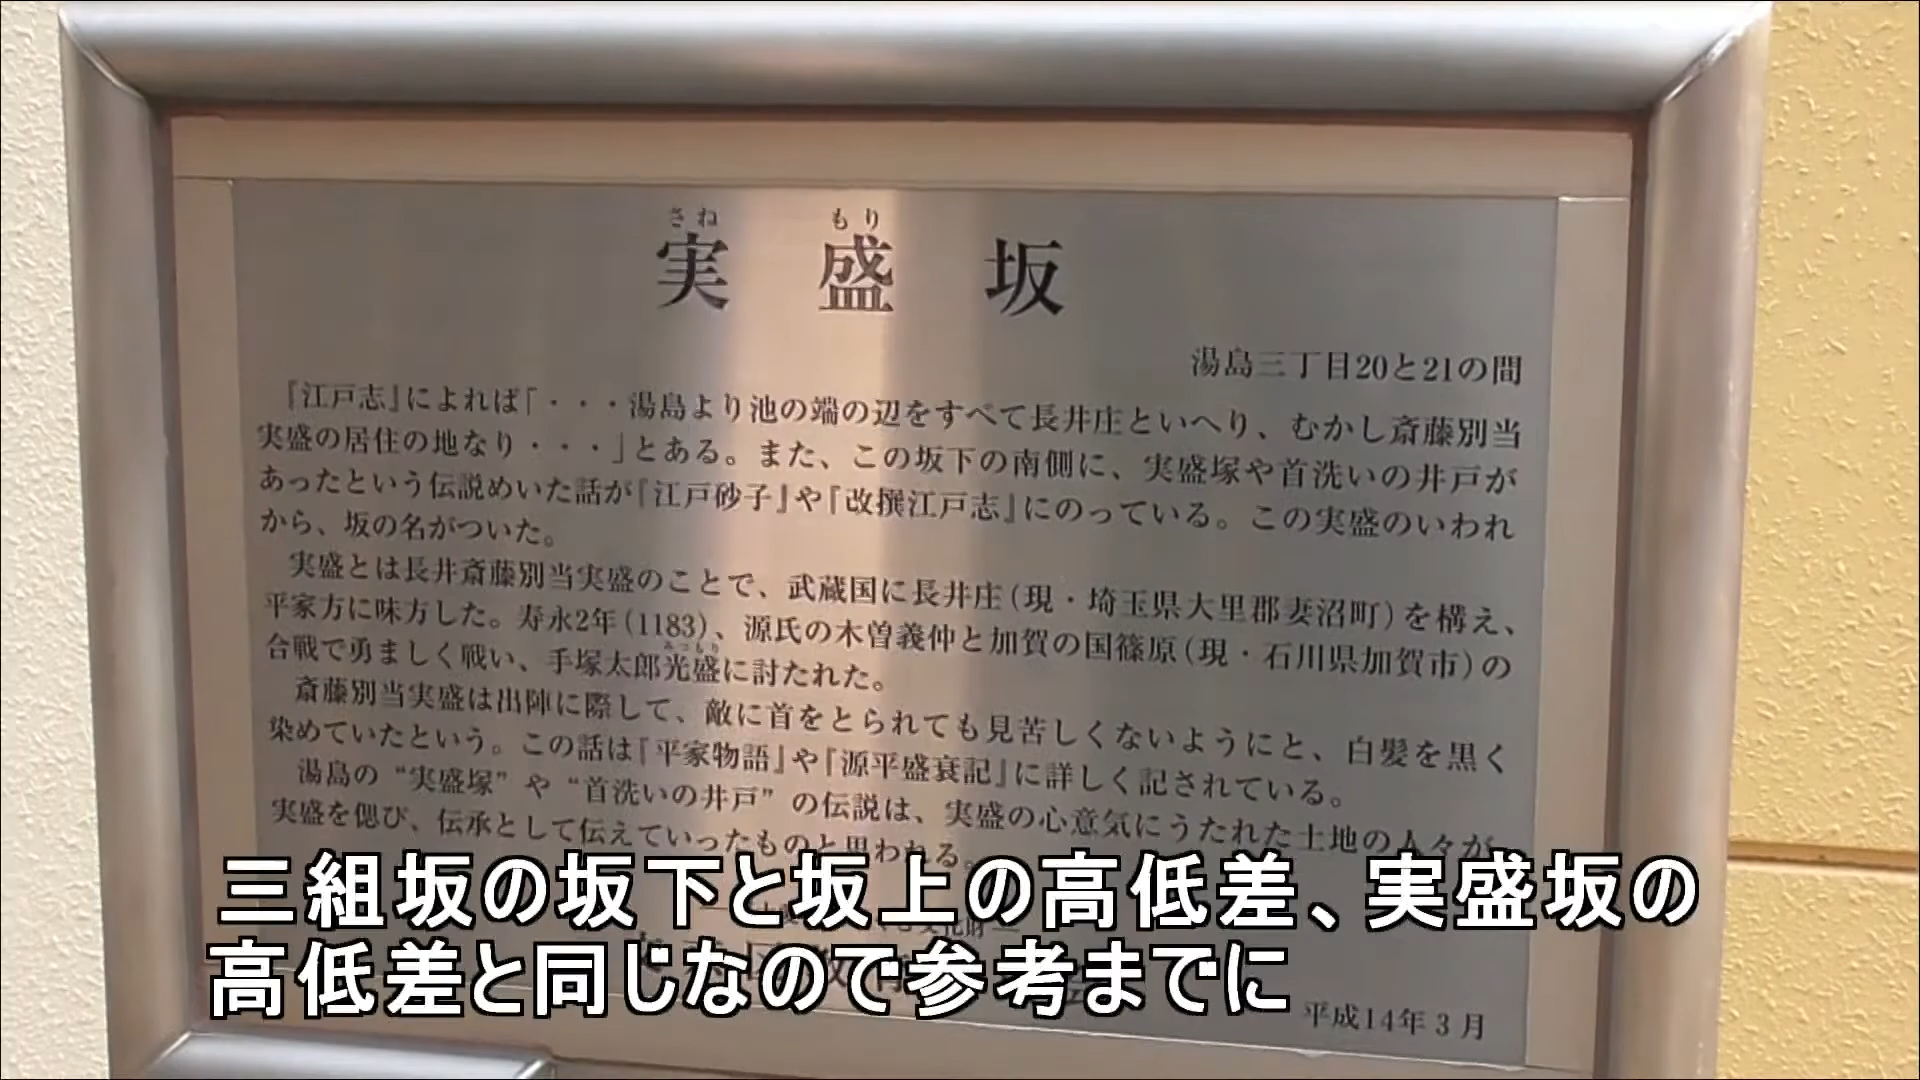 さね もり
実盛坂
湯島三丁目20と21の間
『江戸志』によれば「・・・湯島より池の端の辺をすべて長井庄といへり、むかし斎藤別当
実盛の居住の地なり・・・」とある。また、この坂下の南側に、実盛塚や首洗いの井戸が
あったという伝説めいた話が『江戸砂子』や『改撰江戸志』にのっている。この実盛のいわれ
から、坂の名がついた。
実盛とは長井斎藤別当実盛のことで、武蔵国に長井庄(現・埼玉県大里郡妻沼町)を構え、
平家方に味方した。寿永2年(1183)、源氏の木曽義仲と加賀の国篠原(現・石川県加賀市)の
みつもり
合戦で勇ましく戦い、手塚太郎光盛に討たれた。
斎藤別当実盛は出陣に際して、敵に首をとられても見苦しくないようにと、白髪を黒く
染めていたという。この話は『平家物語』や『源平盛衰記』に詳しく記されている。
湯島の“実盛塚”や“首洗いの井戸”の伝説は、実盛の心意気にうたれた土地の人々が、
実盛を偲び、伝承として伝えていったものと思われる。
三組坂の坂下と坂上の高低差、実盛坂の
高低差と同じなので参考までに
平成14年3月